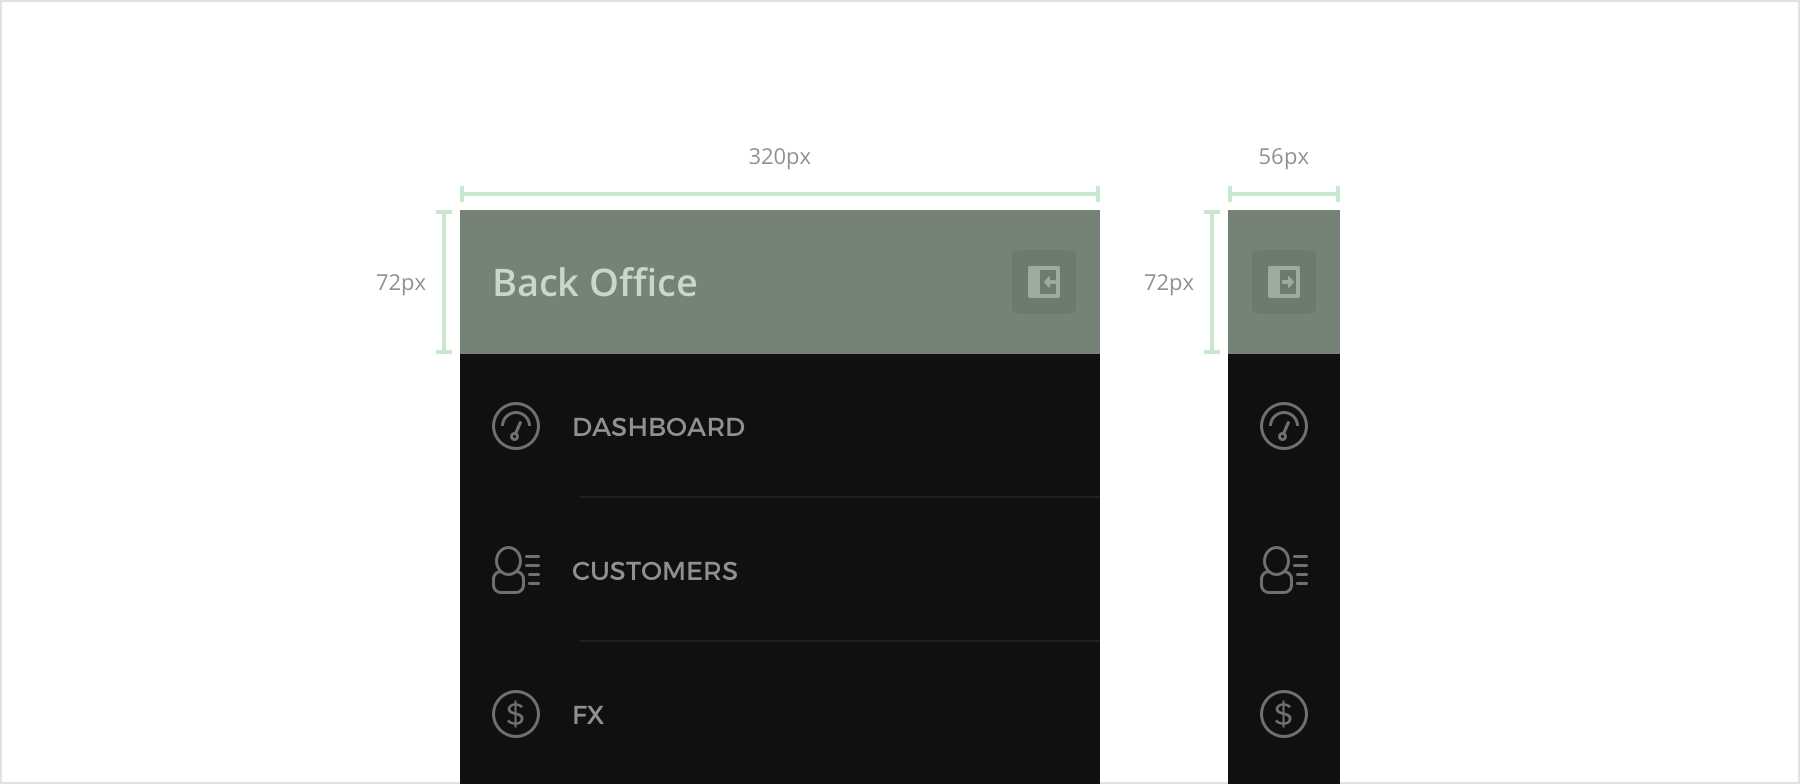 320px
56px
72px
Back Office
72px
DASHBOARD
CUSTOMERS
FX